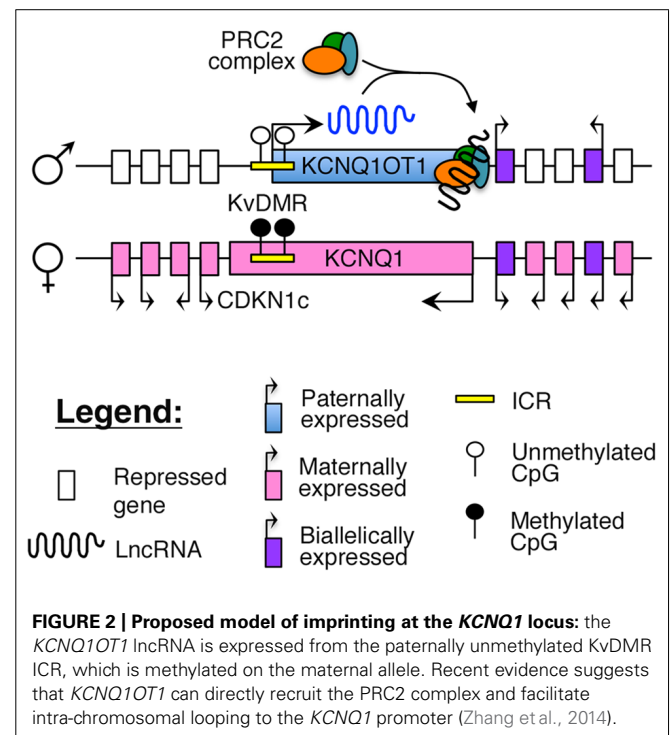 PRC2
complex
KCNQ1OT1
KvDMR
KCNQ1
CDKN1c
Legend:
Repressed
gene
LncRNA
Paternally
expressed
Maternally
expressed
Biallelically
expressed
ICR
Unmethylated
CpG
Methylated
CpG
FIGURE 2 | Proposed model of imprinting at the KCNQ1 locus: the
KCNQ1OT1 lncRNA is expressed from the paternally unmethylated KvDMR
ICR, which is methylated on the maternal allele. Recent evidence suggests
that KCNQ1OT1 can directly recruit the PRC2 complex and facilitate
intra-chromosomal looping to the KCNQ1 promoter (Zhang et al., 2014).